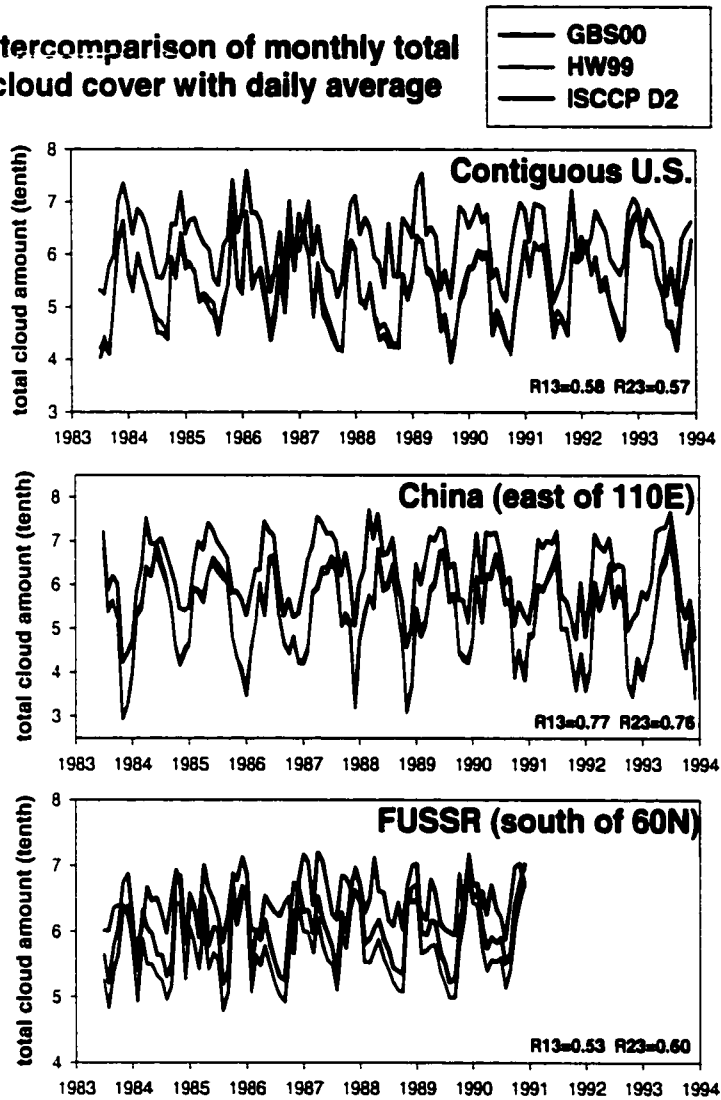 tercomparison of monthly total
cloud cover with daily average
GBS00
HW99
ISCCP D2
Contiguous U.S.
total cloud amount (tenth)
8
7
6
5
4
3
R13=0.58 R23=0.57
1983 1984 1985 1986 1987 1988 1989 1990 1991 1992 1993 1994
China (east of 110E)
total cloud amount (tenth)
8
7
6
5
4
3
R13=0.77 R23=0.76
1983 1984 1985 1986 1987 1988 1989 1990 1991 1992 1993 1994
FUSSR (south of 60N)
total cloud amount (tenth)
8
7
6
5
4
R13=0.53 R23=0.60
1983 1984 1985 1986 1987 1988 1989 1990 1991 1992 1993 1994